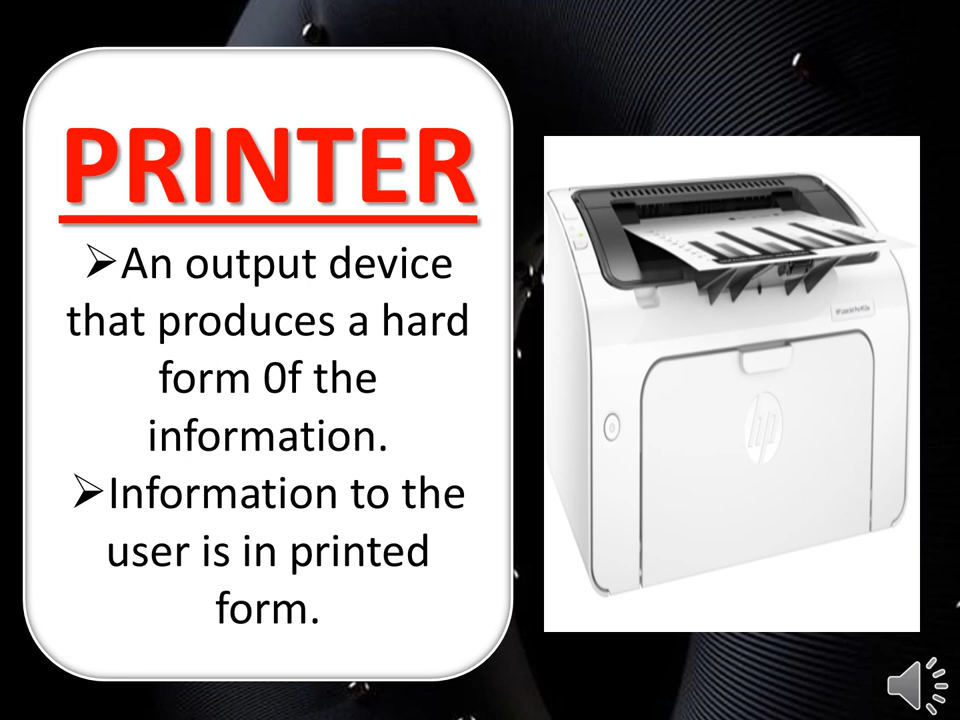 PRINTER
➢An output device
that produces a hard
form 0f the
information.
➢Information to the
user is in printed
form.
hp